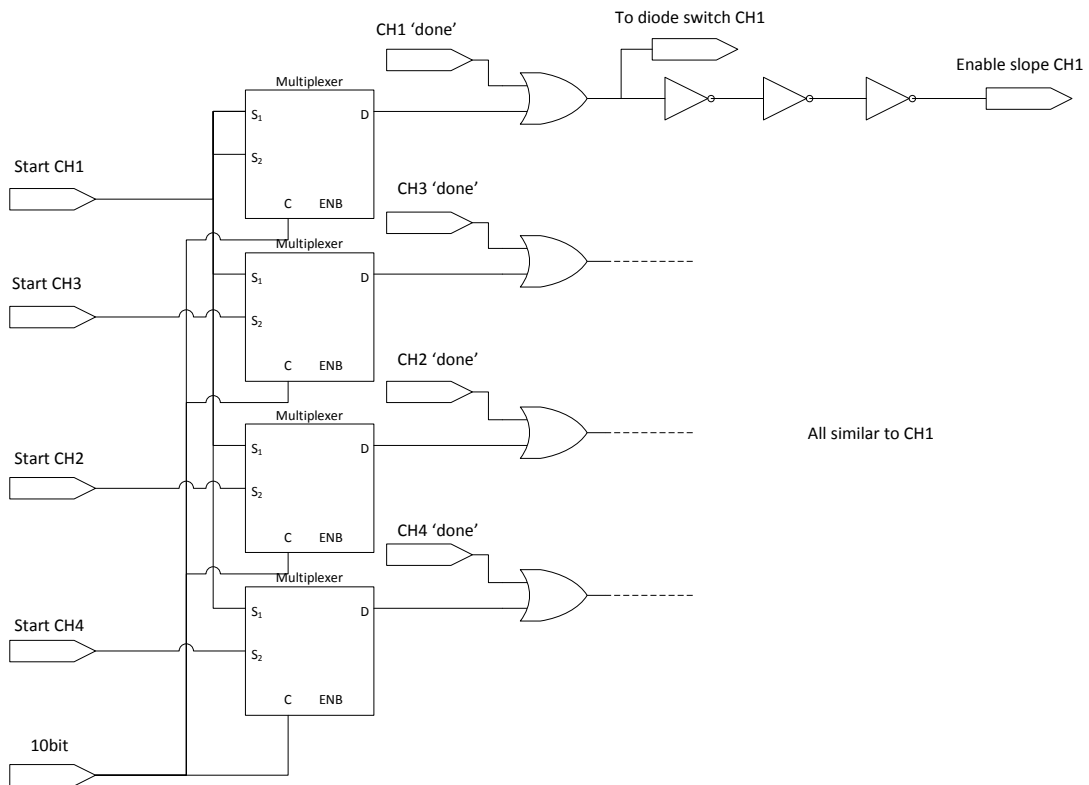 To diode switch CH1
CH1 ‘done’
Enable slope CH1
Multiplexer
S1
D
S2
Start CH1
C ENB
CH3 ‘done’
Multiplexer
S1
D
Start CH3
S2
C ENB
CH2 ‘done’
Multiplexer
All similar to CH1
S1
D
Start CH2
S2
C ENB
CH4 ‘done’
Multiplexer
S1
D
Start CH4
S2
C ENB
10bit